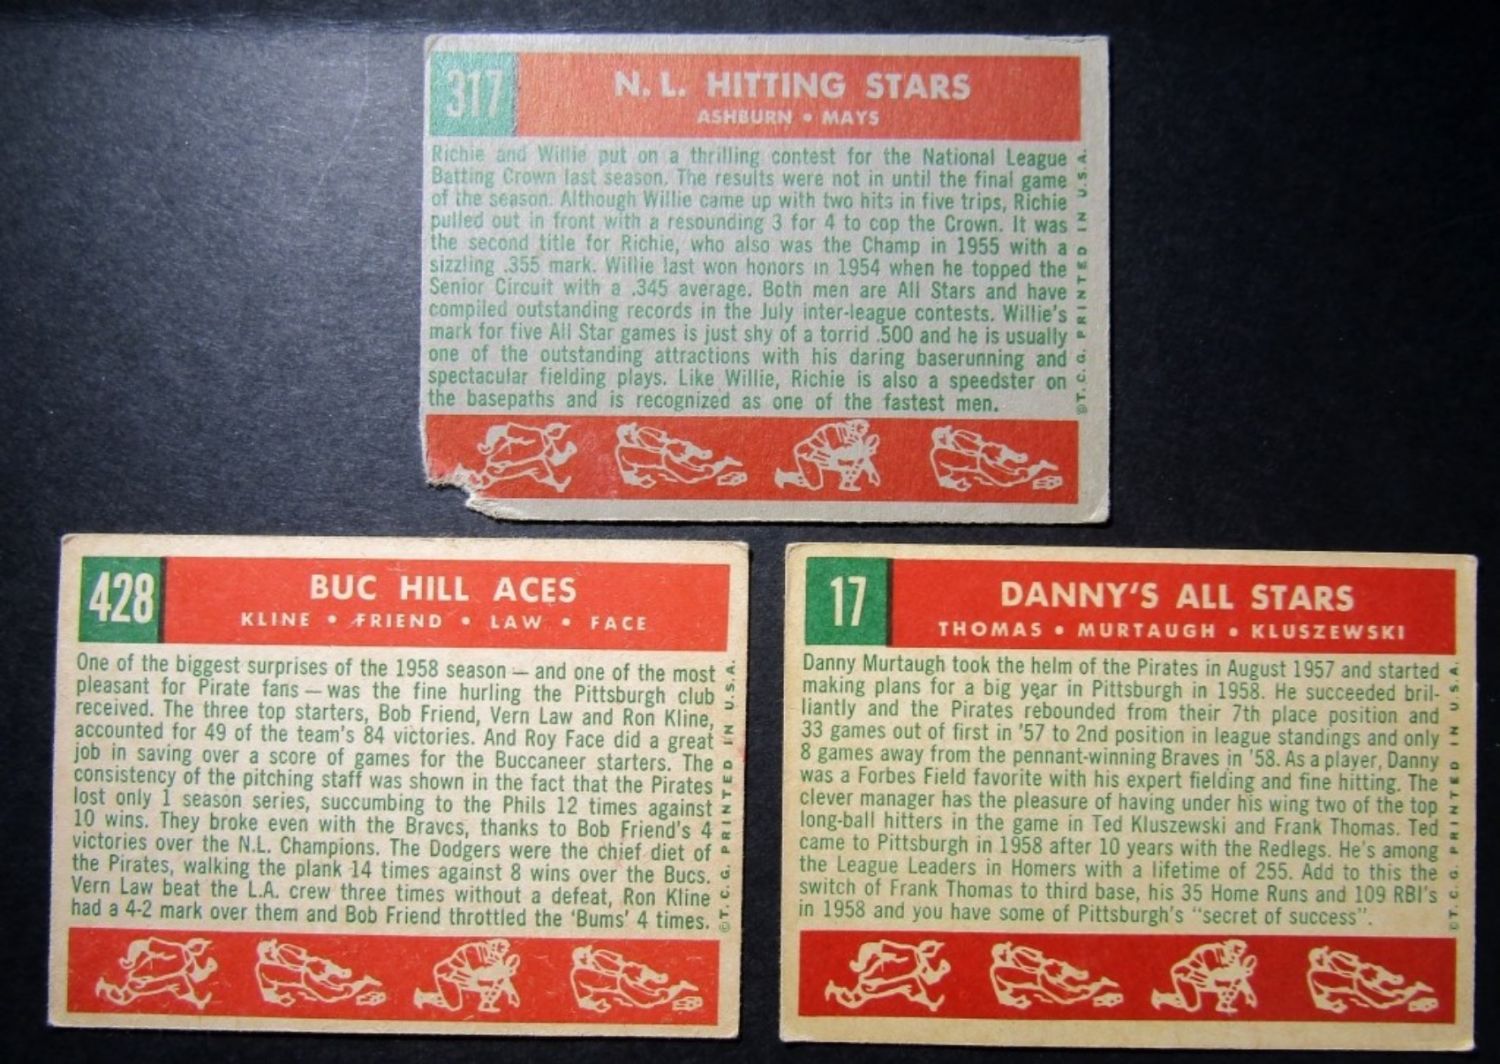 317
N. L. HITTING STARS
ASHBURN • MAYS
Richie and Willie put on a thrilling contest for the National League
Batting Crown last season. The results were not in until the final game
of the season. Although Willie came up with two hits in five trips, Richie
pulled out in front with a resounding 3 for 4 to cop the Crown. It was
the second title for Richie, who also was the Champ in 1955 with a
sizzling .355 mark. Willie last won honors in 1954 when he topped the
Senior Circuit with a .345 average. Both men are All Stars and have
compiled outstanding records in the July inter-league contests. Willie's
mark for five All Star games is just shy of a torrid .500 and he is usually
one of the outstanding attractions with his daring baserunning and
spectacular fielding plays. Like Willie, Richie is also a speedster on
the basepaths and is recognized as one of the fastest men.
©T. C. G. PRINTED IN U.S.A.
428
BUC HILL ACES
KLINE • FRIEND • LAW • FACE
One of the biggest surprises of the 1958 season — and one of the most
pleasant for Pirate fans — was the fine hurling the Pittsburgh club
received. The three top starters, Bob Friend, Vern Law and Ron Kline,
accounted for 49 of the team's 84 victories. And Roy Face did a great
job in saving over a score of games for the Buccaneer starters. The
consistency of the pitching staff was shown in the fact that the Pirates
lost only 1 season series, succumbing to the Phils 12 times against
10 wins. They broke even with the Braves, thanks to Bob Friend's 4
victories over the N.L. Champions. The Dodgers were the chief diet of
the Pirates, walking the plank 14 times against 8 wins over the Bucs.
Vern Law beat the L.A. crew three times without a defeat, Ron Kline
had a 4-2 mark over them and Bob Friend throttled the 'Bums' 4 times.
©T. C. G. PRINTED IN U.S.A.
17
DANNY'S ALL STARS
THOMAS • MURTAUGH • KLUSZEWSKI
Danny Murtaugh took the helm of the Pirates in August 1957 and started
making plans for a big year in Pittsburgh in 1958. He succeeded bril-
liantly and the Pirates rebounded from their 7th place position and
33 games out of first in '57 to 2nd position in league standings and only
8 games away from the pennant-winning Braves in '58. As a player, Danny
was a Forbes Field favorite with his expert fielding and fine hitting. The
clever manager has the pleasure of having under his wing two of the top
long-ball hitters in the game in Ted Kluszewski and Frank Thomas. Ted
came to Pittsburgh in 1958 after 10 years with the Redlegs. He's among
the League Leaders in Homers with a lifetime of 255. Add to this the
switch of Frank Thomas to third base, his 35 Home Runs and 109 RBI's
in 1958 and you have some of Pittsburgh's "secret of success".
©T. C. G. PRINTED IN U.S.A.